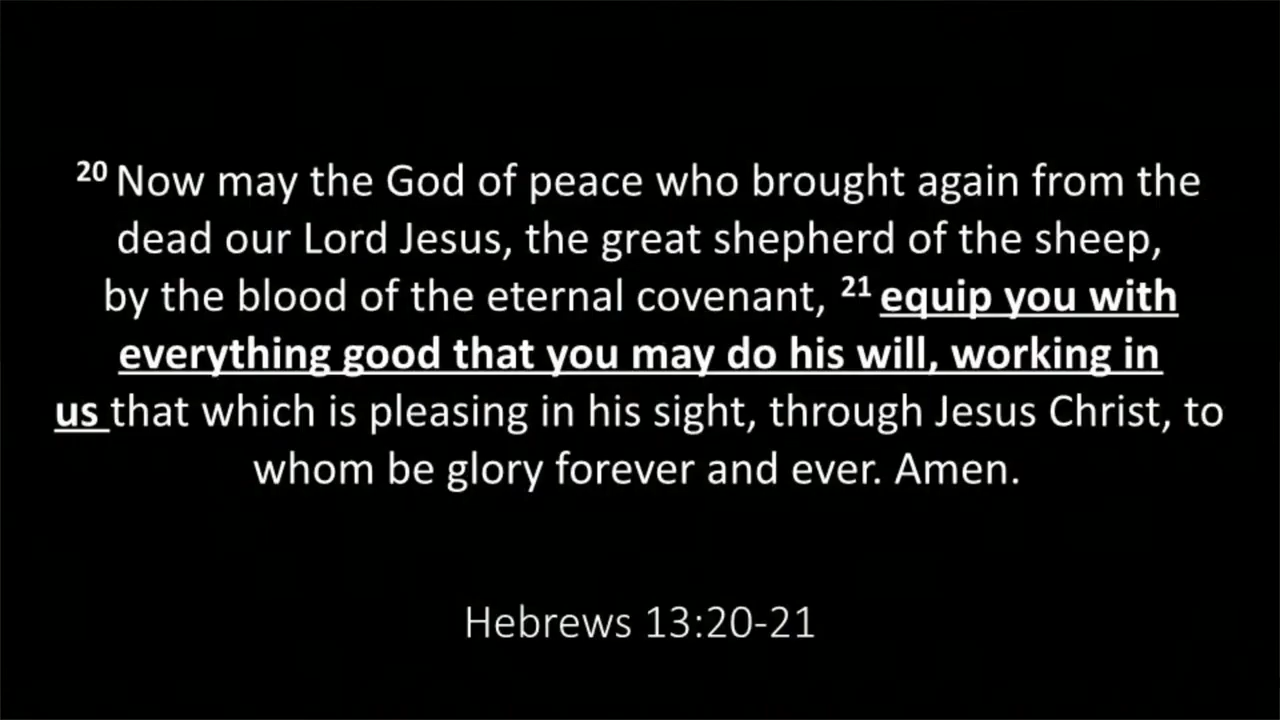 20 Now may the God of peace who brought again from the
dead our Lord Jesus, the great shepherd of the sheep,
by the blood of the eternal covenant, 21 equip you with
everything good that you may do his will, working in
us that which is pleasing in his sight, through Jesus Christ, to
whom be glory forever and ever. Amen.
Hebrews 13:20-21